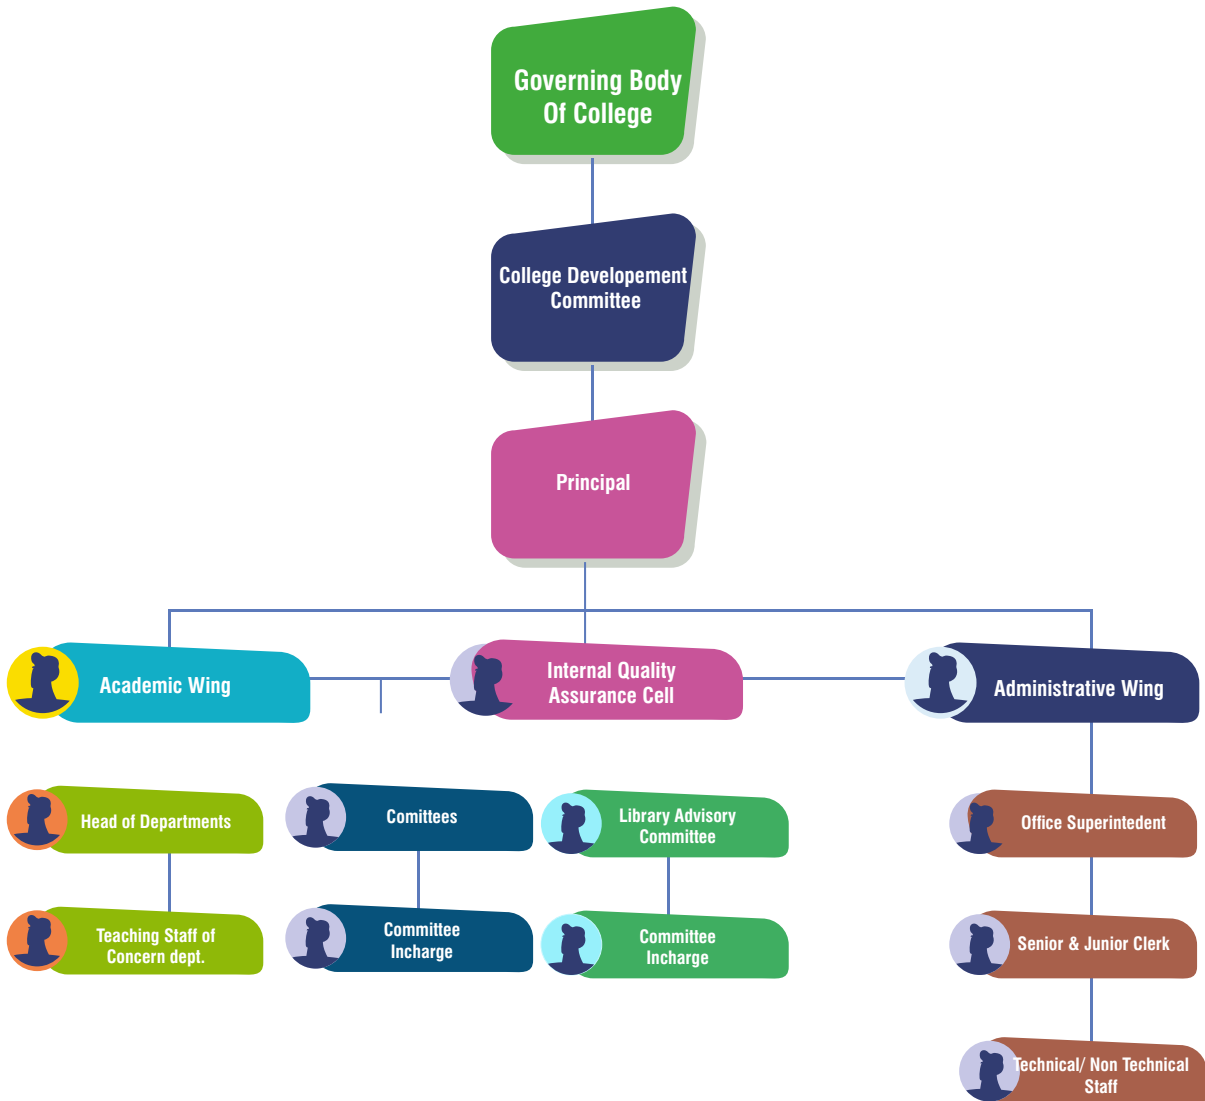 Governing Body
Of College
College Developement
Committee
Principal
Academic Wing
Internal Quality
Assurance Cell
Administrative Wing
Head of Departments
Comittees
Library Advisory
Committee
Office Superintedent
Teaching Staff of
Concern dept.
Committee
Incharge
Committee
Incharge
Senior & Junior Clerk
Technical/ Non Technical
Staff